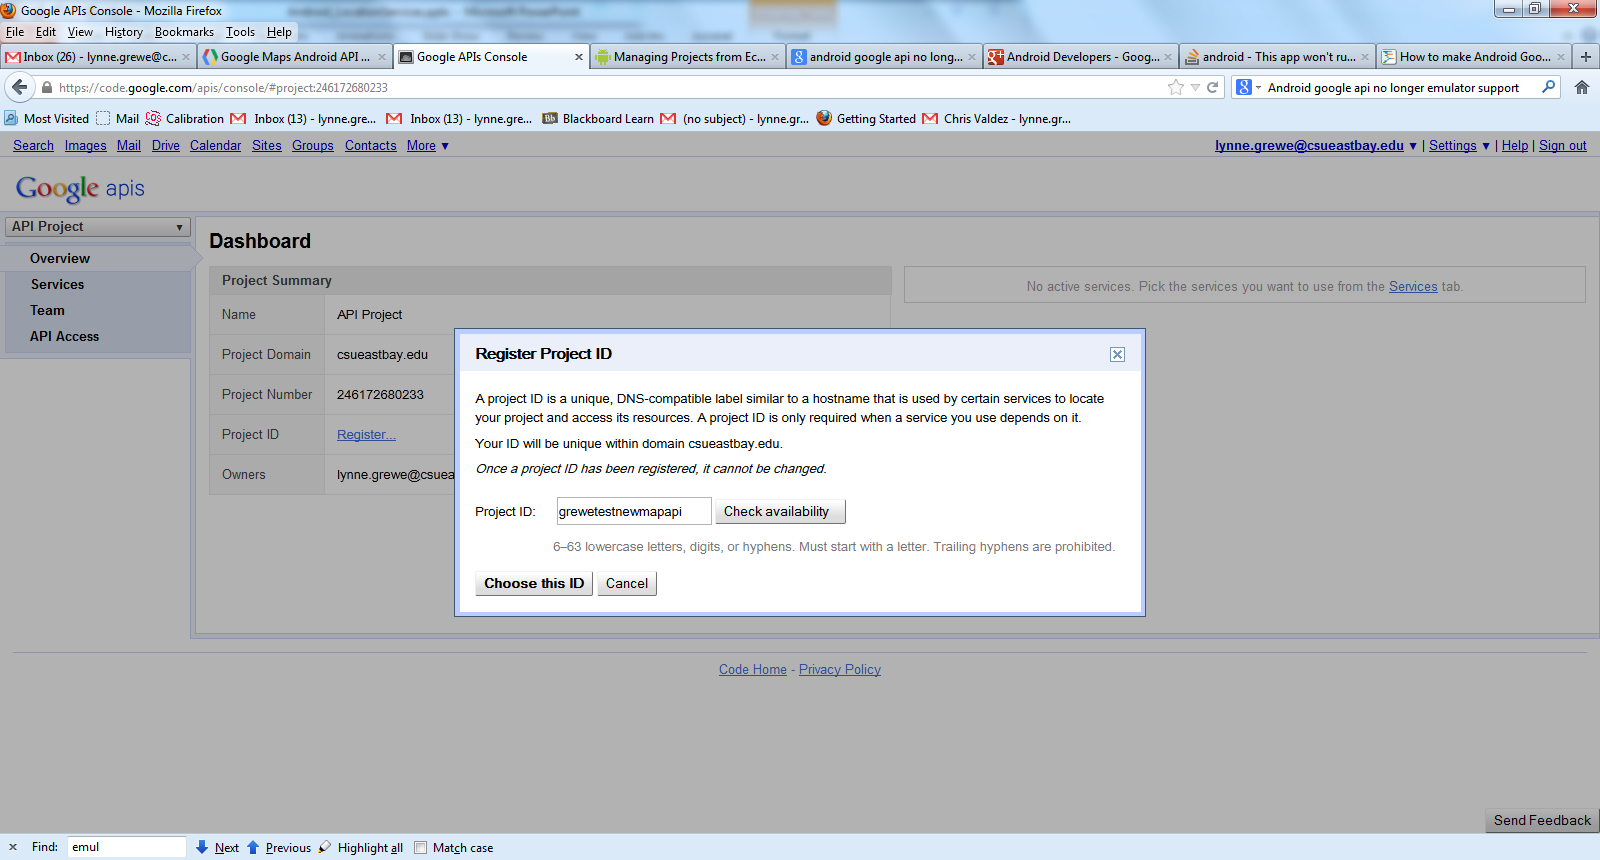 Google APIs Console - Mozilla Firefox
File Edit View History Bookmarks Tools Help
Inbox (26) - lynne.grewe@c... Google Maps Android API ... Google APIs Console Managing Projects from Ec... android google api no long... Android Developers - Goog... android - This app won't ru... How to make Android Goo...
https://code.google.com/apis/console/#project:246172680233 Android google api no longer emulator support
Most Visited Mail Calibration Inbox (13) - lynne.gre... Inbox (13) - lynne.gre... Blackboard Learn (no subject) - lynne.gr... Getting Started Chris Valdez - lynne.gr...
Search Images Mail Drive Calendar Sites Groups Contacts More ▼ lynne.grewe@csueastbay.edu ▼ | Settings ▼ | Help | Sign out
Google apis
API Project
Overview
Services
Team
API Access
Dashboard
Project Summary
Name API Project
Project Domain csueastbay.edu
Project Number 246172680233
Project ID Register...
Owners lynne.grewe@csuea
No active services. Pick the services you want to use from the Services tab.
Register Project ID
A project ID is a unique, DNS-compatible label similar to a hostname that is used by certain services to locate
your project and access its resources. A project ID is only required when a service you use depends on it.
Your ID will be unique within domain csueastbay.edu.
Once a project ID has been registered, it cannot be changed.
Project ID: grewetestnewmapapi Check availability
6–63 lowercase letters, digits, or hyphens. Must start with a letter. Trailing hyphens are prohibited.
Choose this ID Cancel
Code Home - Privacy Policy
Send Feedback
× Find: emul Next Previous Highlight all Match case